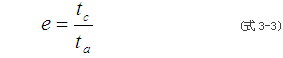 e = t_c / t_a (式 3-3)